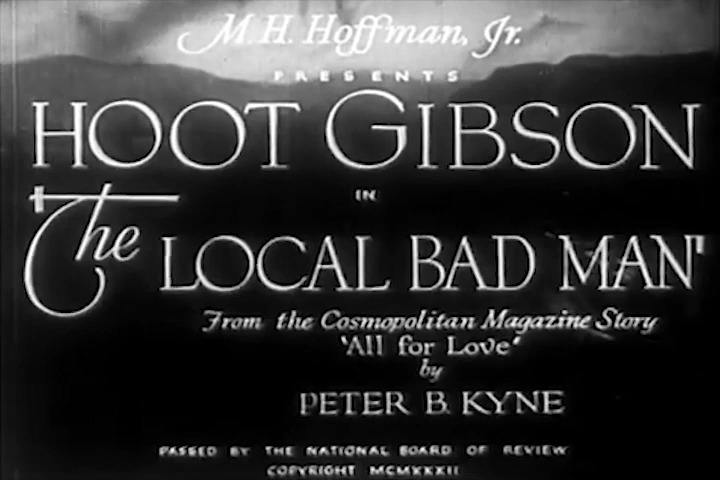 M. H. Hoffman, Jr.
PRESENTS
HOOT GIBSON
IN
The LOCAL BAD MAN"
From the Cosmopolitan Magazine Story
'All for Love'
by
PETER B. KYNE
PASSED BY THE NATIONAL BOARD OF REVIEW
COPYRIGHT MCMXXXII